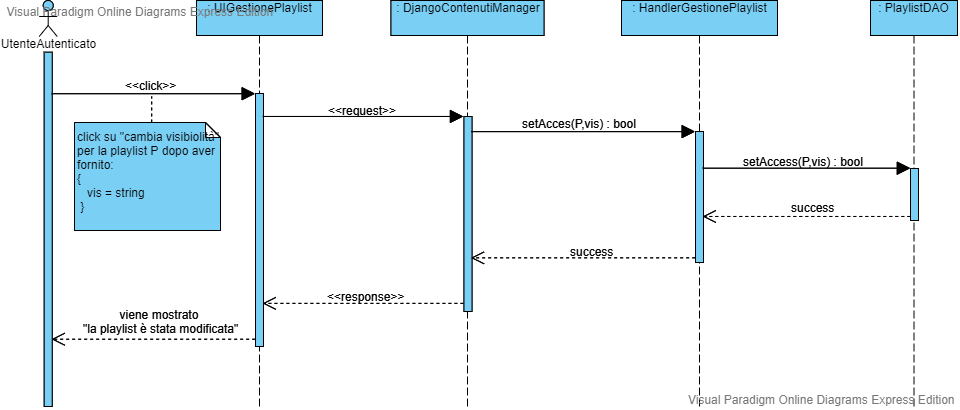 Visual Paradigm Online Diagrams Express Edition
: UIGestionePlaylist
: DjangoContenutiManager
: HandlerGestionePlaylist
: PlaylistDAO
UtenteAutenticato
<<click>>
<<request>>
setAcces(P,vis) : bool
click su "cambia visibiolità"
per la playlist P dopo aver
fornito:
{
vis = string
}
setAccess(P,vis) : bool
success
success
<<response>>
viene mostrato
"la playlist è stata modificata"
Visual Paradigm Online Diagrams Express Edition